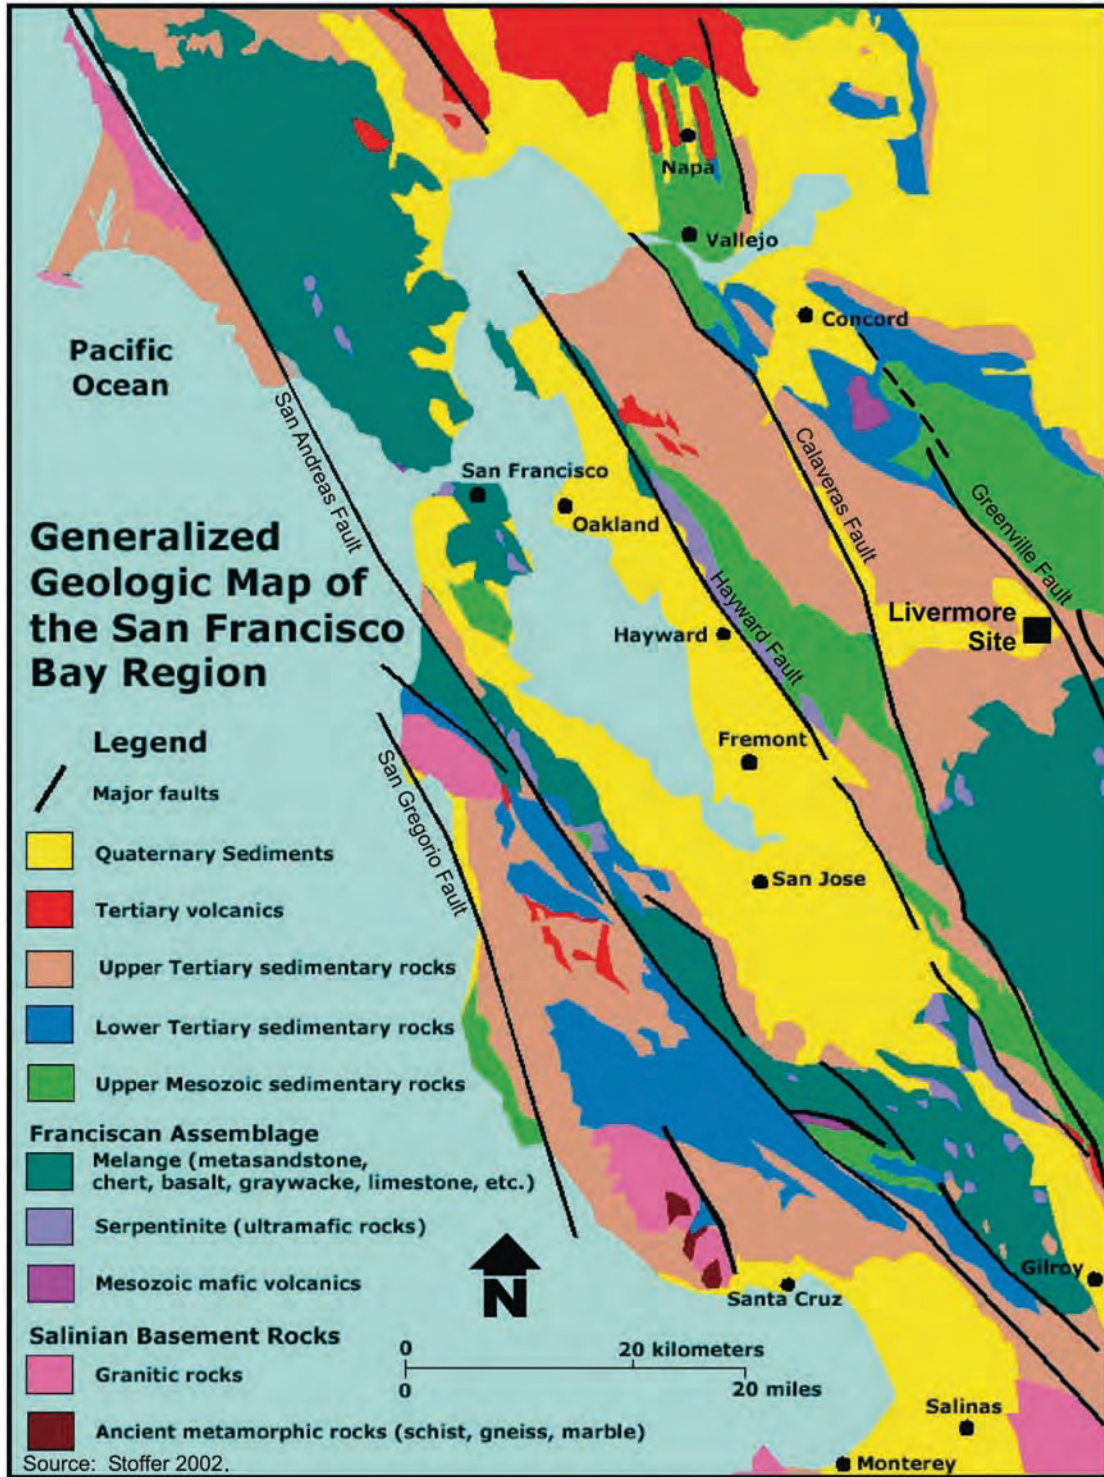 Napa
Vallejo
Concord
Pacific
Ocean
San Andreas Fault
San Francisco
Oakland
Calaveras Fault
Greenville Fault
Generalized
Geologic Map of
the San Francisco
Bay Region
Hayward Fault
Hayward
Livermore
Site
Fremont
San Gregorio Fault
San Jose
Legend
Major faults
Quaternary Sediments
Tertiary volcanics
Upper Tertiary sedimentary rocks
Lower Tertiary sedimentary rocks
Upper Mesozoic sedimentary rocks
Franciscan Assemblage
Melange (metasandstone,
chert, basalt, graywacke, limestone, etc.)
Serpentinite (ultramafic rocks)
Mesozoic mafic volcanics
Salinian Basement Rocks
Granitic rocks
Ancient metamorphic rocks (schist, gneiss, marble)
Source: Stoffer 2002.
N
Gilroy
Santa Cruz
0 20 kilometers
0 20 miles
Salinas
Monterey